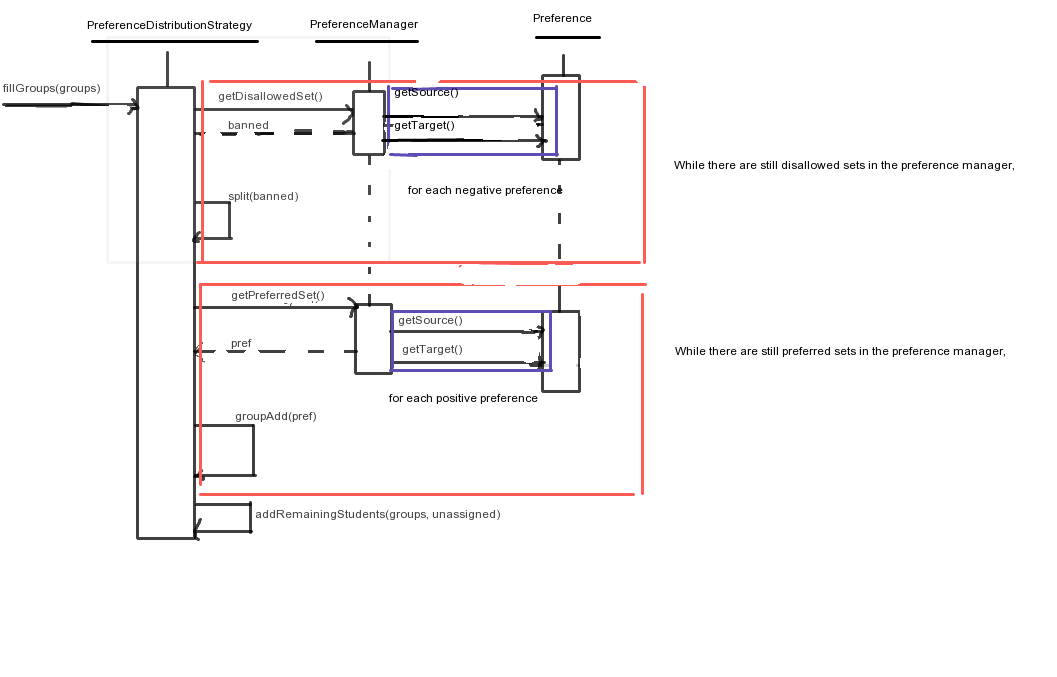 PreferenceDistributionStrategy
PreferenceManager
Preference
fillGroups(groups)
getDisallowedSet()
getSource()
banned
getTarget()
While there are still disallowed sets in the preference manager,
for each negative preference
split(banned)
getPreferredSet()
getSource()
pref
getTarget()
While there are still preferred sets in the preference manager,
for each positive preference
groupAdd(pref)
addRemainingStudents(groups, unassigned)